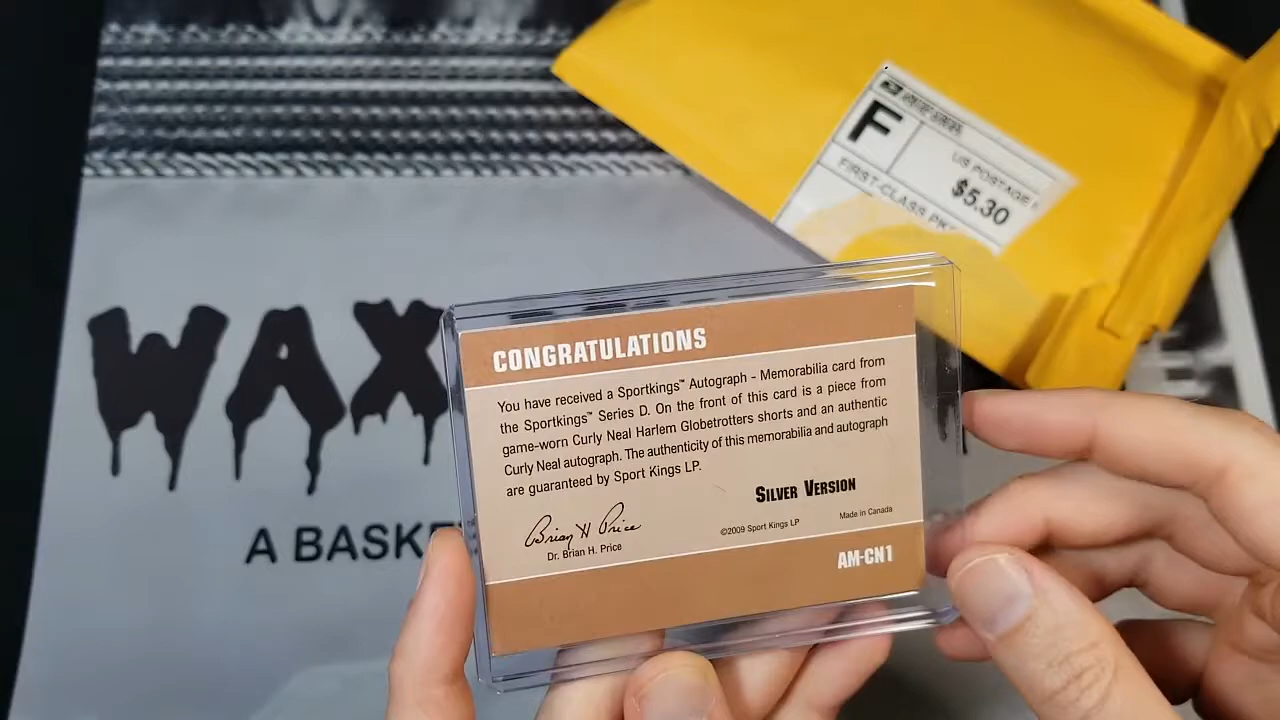 F
US POSTAGE
$5.30
FIRST-CLASS PK
WAX
A BASKE
CONGRATULATIONS
You have received a Sportkings™ Autograph - Memorabilia card from
the Sportkings™ Series D. On the front of this card is a piece from
game-worn Curly Neal Harlem Globetrotters shorts and an authentic
Curly Neal autograph. The authenticity of this memorabilia and autograph
are guaranteed by Sport Kings LP.
SILVER VERSION
Brian H Price
Dr. Brian H. Price
©2009 Sport Kings LP
Made in Canada
AM-CN1